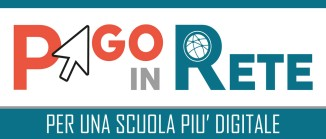 PAGO
IN RETE
PER UNA SCUOLA PIU' DIGITALE